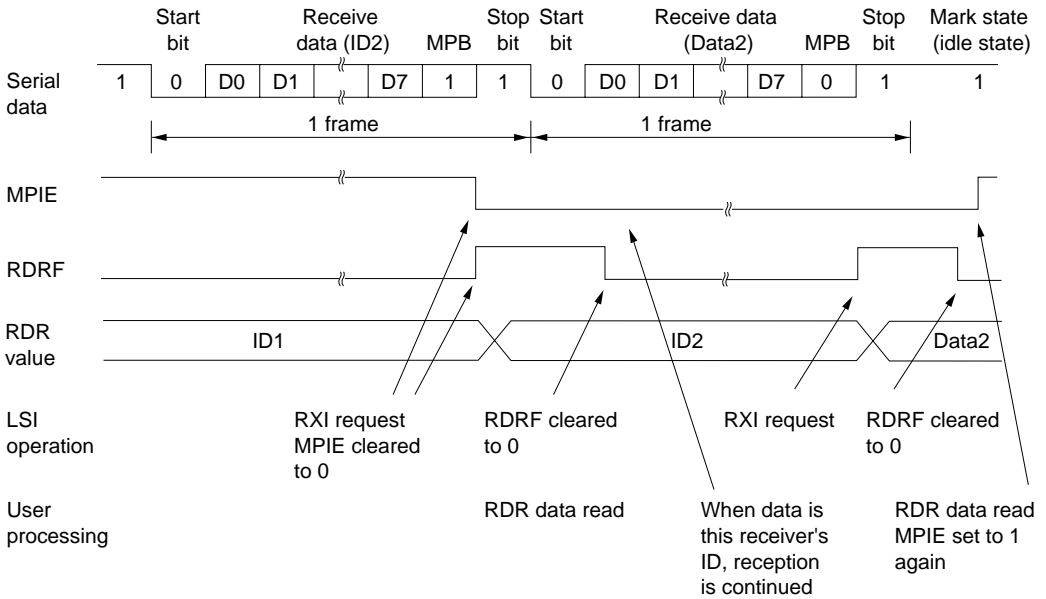 Start bit
Receive data (ID2)
MPB
Stop bit
Start bit
Receive data (Data2)
MPB
Stop bit
Mark state (idle state)
Serial data
1 0 D0 D1 D7 1 1 0 D0 D1 D7 0 1 1
1 frame 1 frame
MPIE
RDRF
RDR value
ID1 ID2 Data2
LSI operation
RXI request
MPIE cleared
to 0
RDRF cleared
to 0
RXI request
RDRF cleared
to 0
User processing
RDR data read
When data is
this receiver's
ID, reception
is continued
RDR data read
MPIE set to 1
again